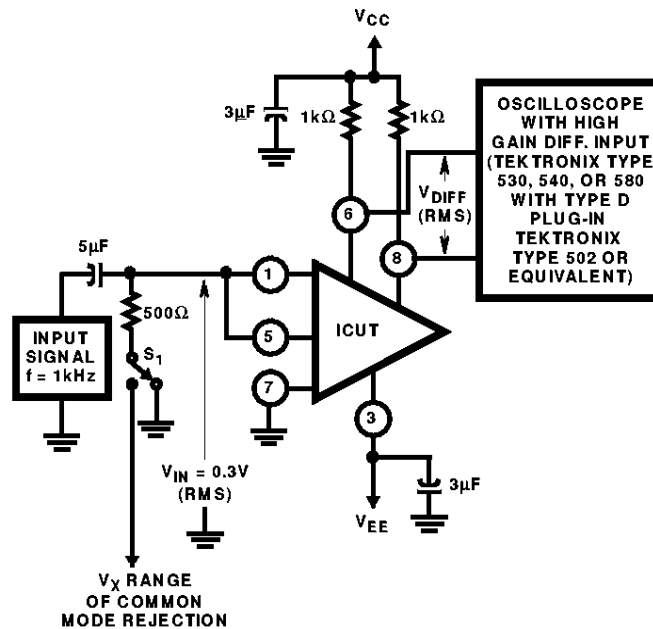 VCC
3µF
1kΩ
1kΩ
OSCILLOSCOPE
WITH HIGH
GAIN DIFF. INPUT
(TEKTRONIX TYPE
530, 540, OR 580
WITH TYPE D
PLUG-IN
TEKTRONIX
TYPE 502 OR
EQUIVALENT)
VDIFF
(RMS)
6
8
5µF
1
500Ω
ICUT
INPUT
SIGNAL
f = 1kHz
S1
5
7
3
VIN = 0.3V
(RMS)
3µF
VEE
VX RANGE
OF COMMON
MODE REJECTION